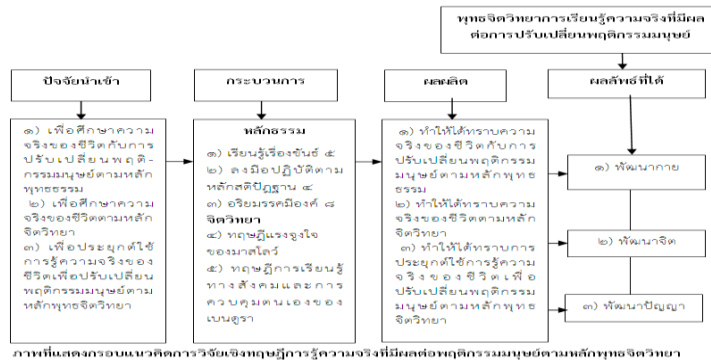 พุทธจิตวิทยาการเรียนรู้ความจริงที่มีผล
ต่อการปรับเปลี่ยนพฤติกรรมมนุษย์
ปัจจัยนำเข้า
กระบวนการ
ผลผลิต
ผลลัพธ์ที่ได้
๑) เพื่อศึกษาความ
จริงของชีวิตกับการ
ปรับเปลี่ยนพฤติ-
กรรมมนุษย์ตามหลัก
พุทธธรรม
๒) เพื่อศึกษาความ
จริงของชีวิตตามหลัก
จิตวิทยา
๓) เพื่อประยุกต์ใช้
การรู้ความจริงของ
ชีวิตเพื่อปรับเปลี่ยน
พฤติกรรมมนุษย์ตาม
หลักพุทธจิตวิทยา
หลักธรรม
๑) เรียนรู้เรื่องขันธ์ ๕
๒) ลงมือปฏิบัติตาม
หลักสติปัฏฐาน ๔
๓) อริยมรรคมีองค์ ๘
จิตวิทยา
๔) ทฤษฎีแรงจูงใจ
ของมาสโลว์
๕) ทฤษฎีการเรียนรู้
ทางสังคมและการ
ควบคุมตนเองของ
เบนดูรา
๑) ทำให้ได้ทราบความ
จริงของชีวิตกับการ
ปรับเปลี่ยนพฤติกรรม
มนุษย์ตามหลักพุทธ
ธรรม
๒) ทำให้ได้ทราบความ
จริงของชีวิตตามหลัก
จิตวิทยา
๓) ทำให้ได้ทราบการ
ประยุกต์ใช้การรู้ความ
จริงของชีวิตเพื่อ
ปรับเปลี่ยนพฤติกรรม
มนุษย์ตามหลักพุทธ
จิตวิทยา
๑) พัฒนากาย
๒) พัฒนาจิต
๓) พัฒนาปัญญา
ภาพที่แสดงกรอบแนวคิดการวิจัยเชิงทฤษฎีการรู้ความจริงที่มีผลต่อพฤติกรรมมนุษย์ตามหลักพุทธจิตวิทยา